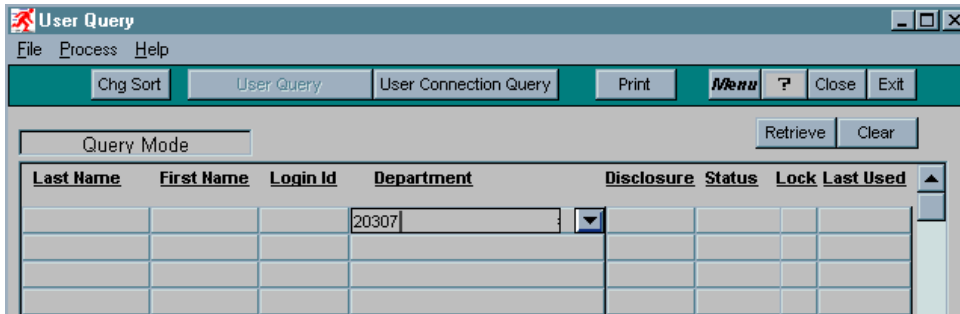 User Query
File Process Help
Chg Sort User Query User Connection Query Print Menu ? Close Exit
Retrieve Clear
Query Mode
Last Name First Name Login Id Department Disclosure Status Lock Last Used
20307